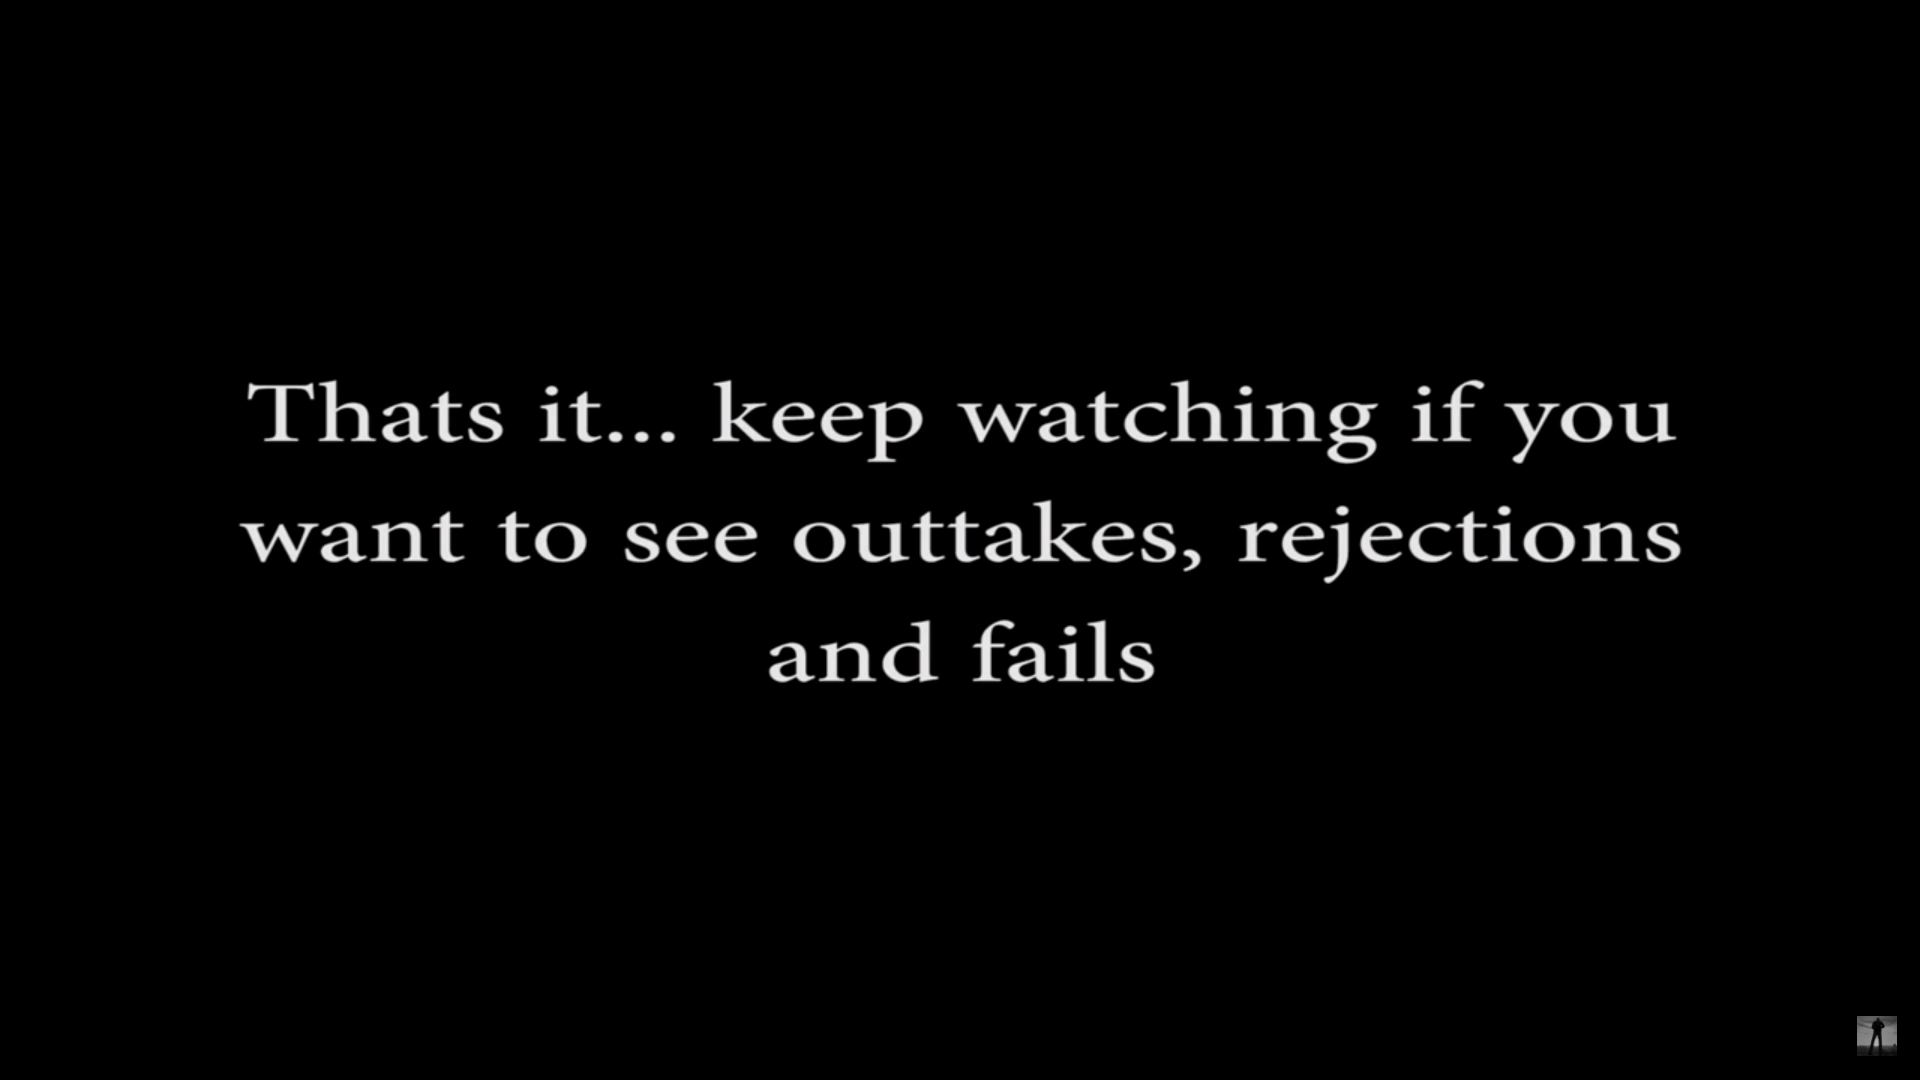 Thats it... keep watching if you
want to see outtakes, rejections
and fails